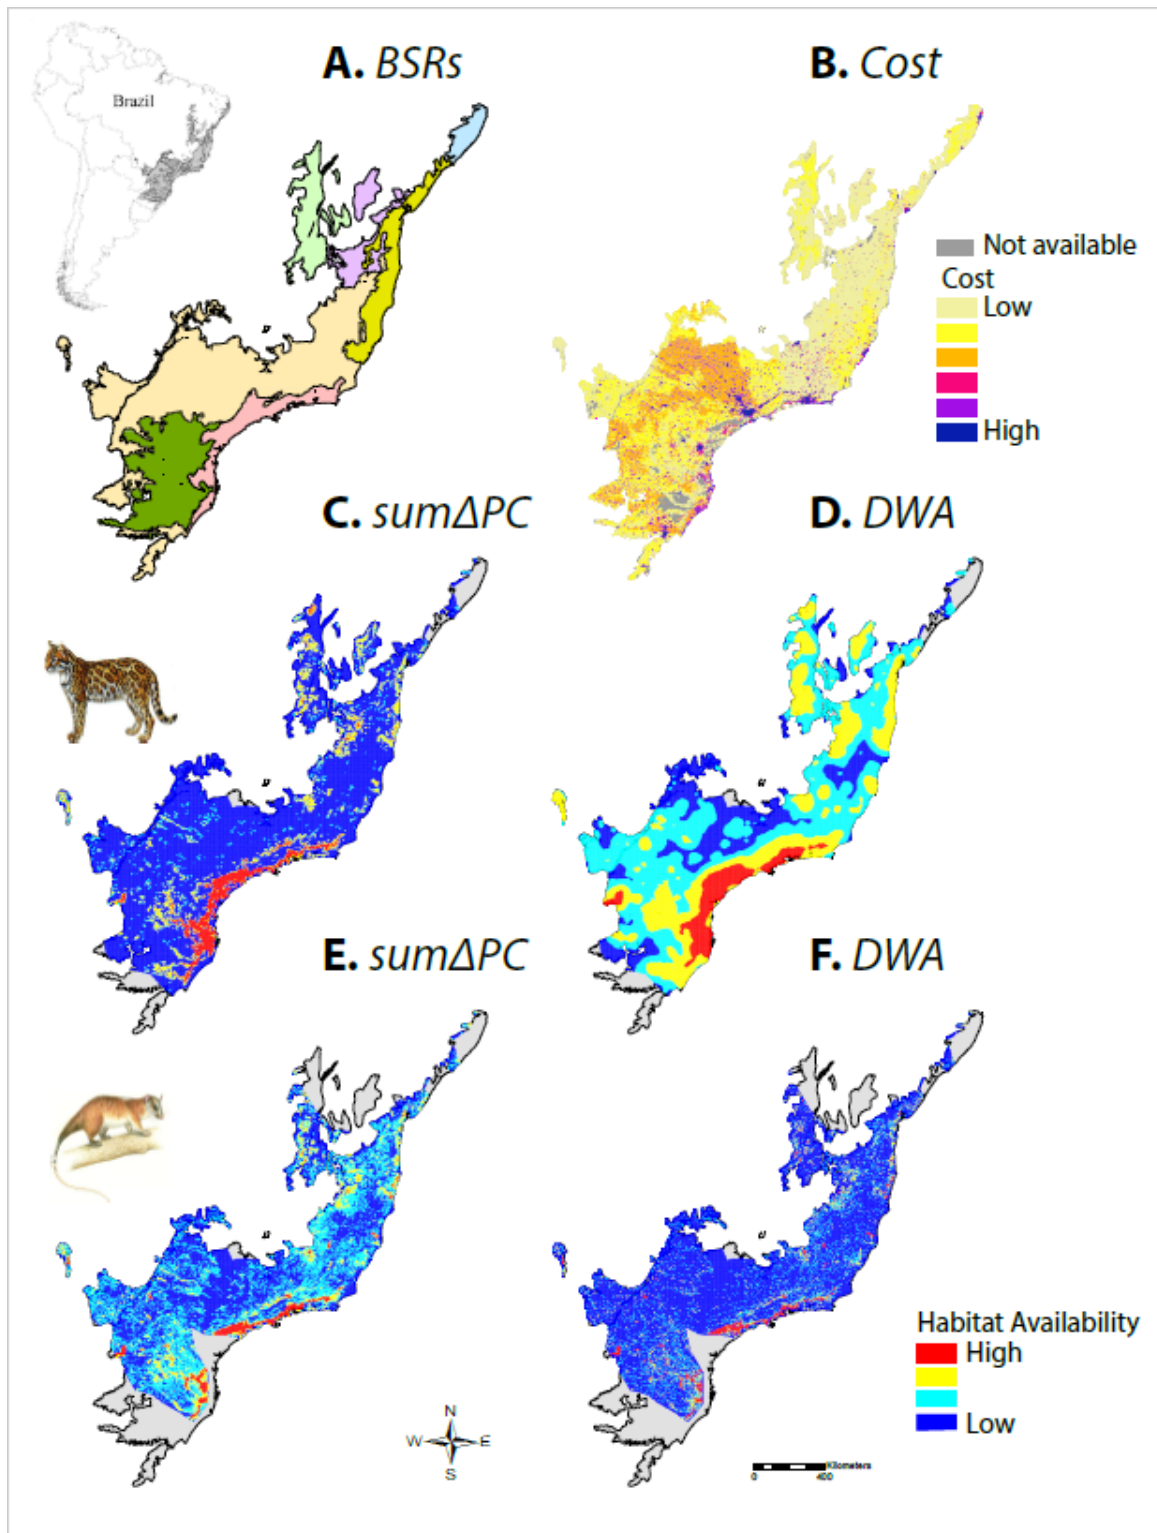 A. BSRs
B. Cost
Brazil
Not available
Cost
Low
High
C. sumΔPC
D. DWA
E. sumΔPC
F. DWA
Habitat Availability
High
Low
N
W E
S
Kilometers
0 400